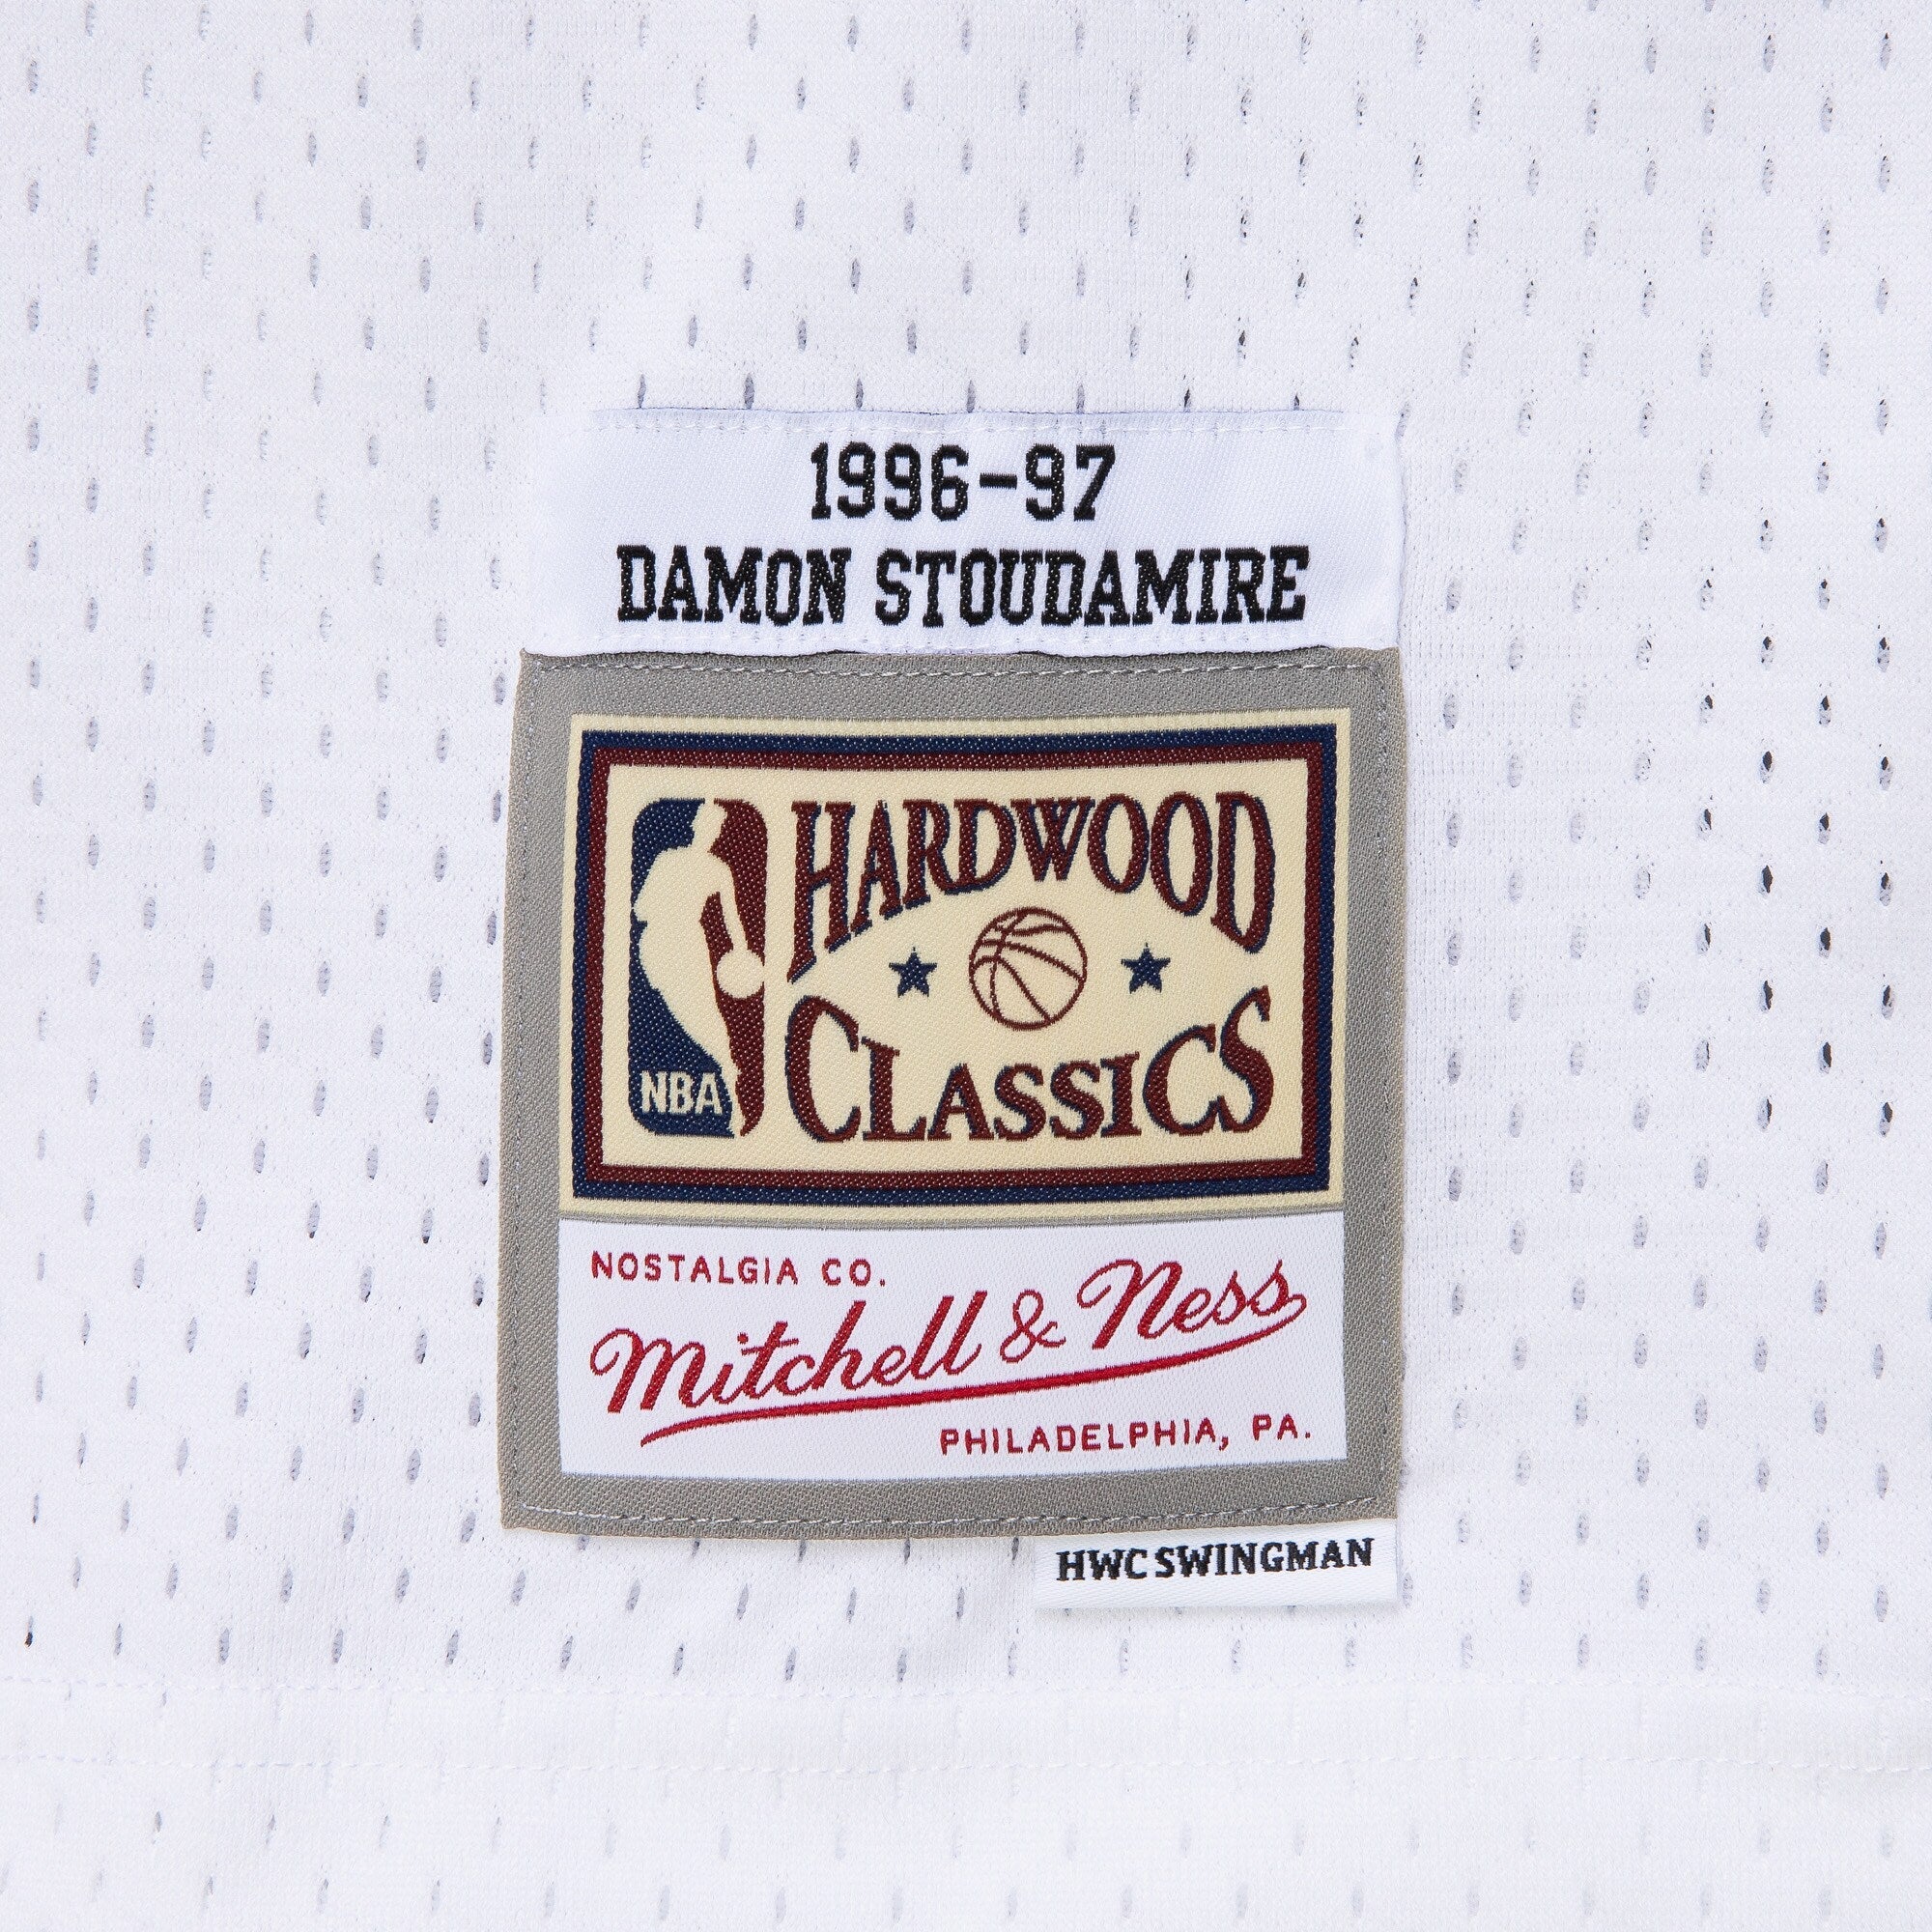 1996-97
DAMON STOUDAMIRE
HARDWOOD
CLASSICS
NBA
NOSTALGIA CO.
Mitchell & Ness
PHILADELPHIA, PA.
HWC SWINGMAN